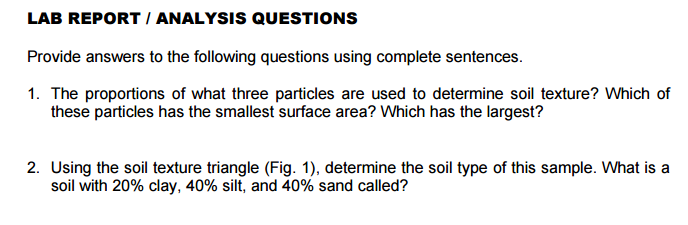 LAB REPORT / ANALYSIS QUESTIONS
Provide answers to the following questions using complete sentences.
1. The proportions of what three particles are used to determine soil texture? Which of
these particles has the smallest surface area? Which has the largest?
2. Using the soil texture triangle (Fig. 1), determine the soil type of this sample. What is a
soil with 20% clay, 40% silt, and 40% sand called?